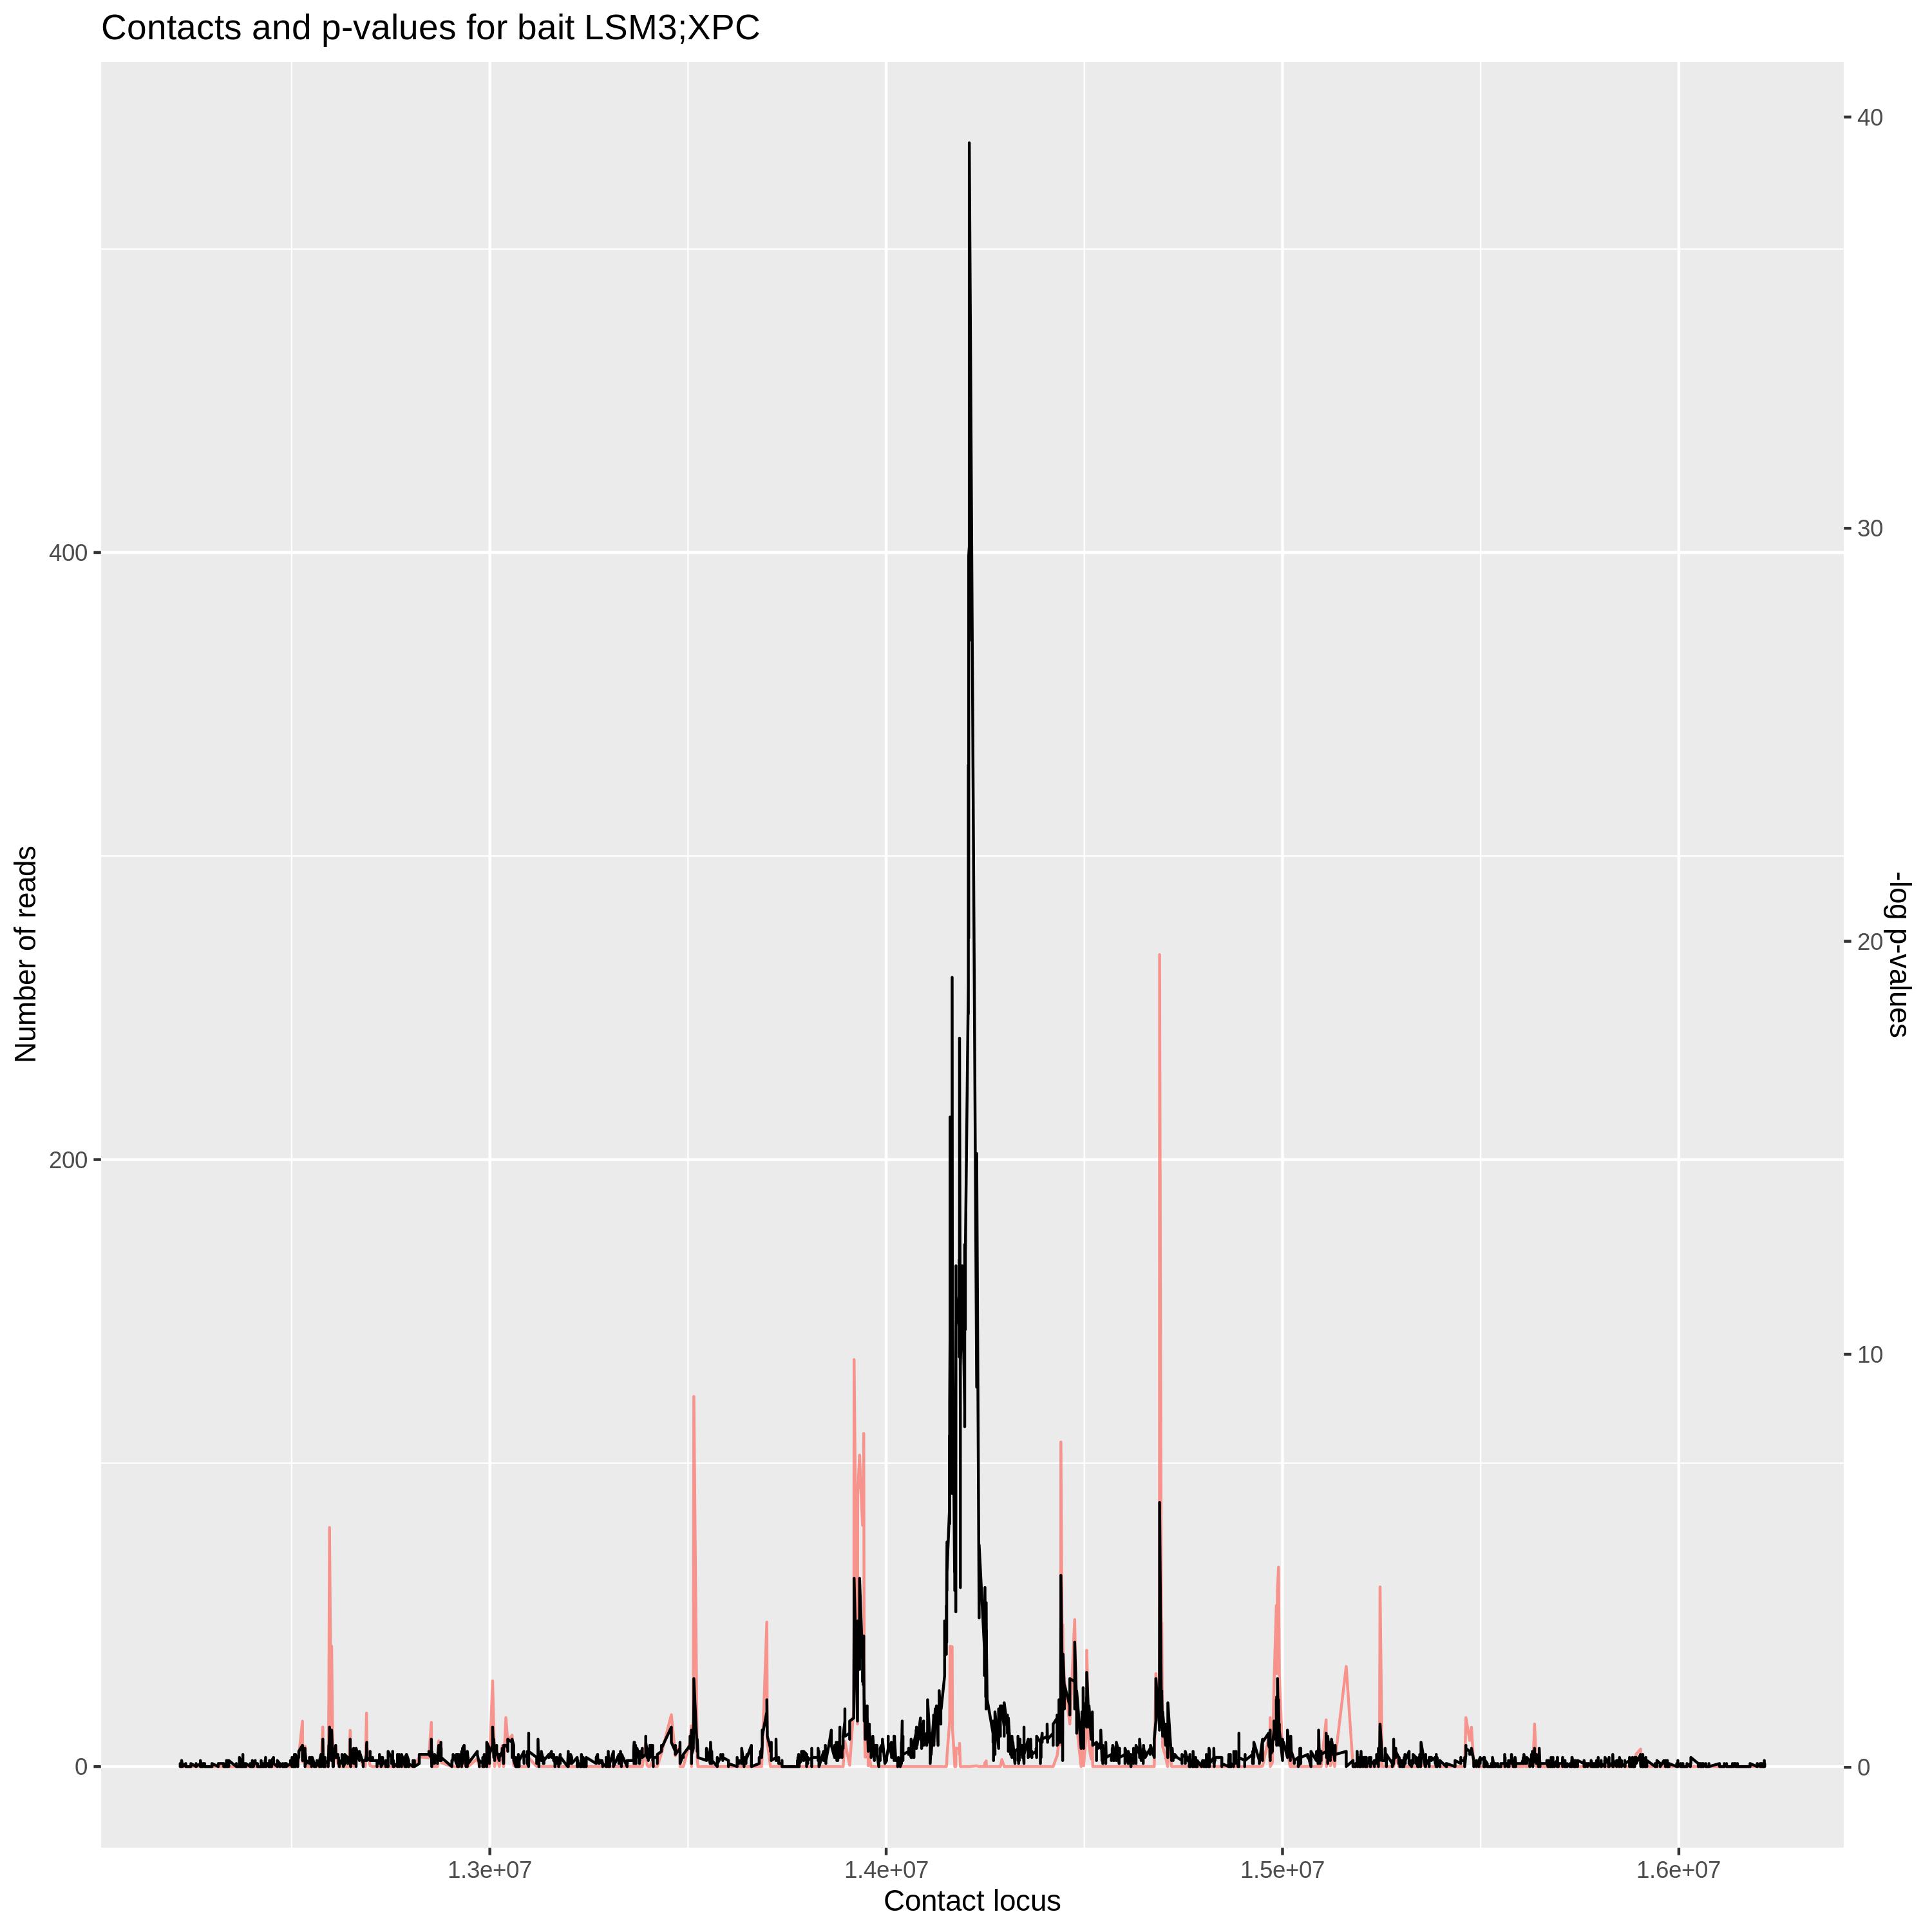 Contacts and p-values for bait LSM3;XPC
40
30
20
10
0
400
200
0
Number of reads
-log p-values
1.3e+07 1.4e+07 1.5e+07 1.6e+07
Contact locus